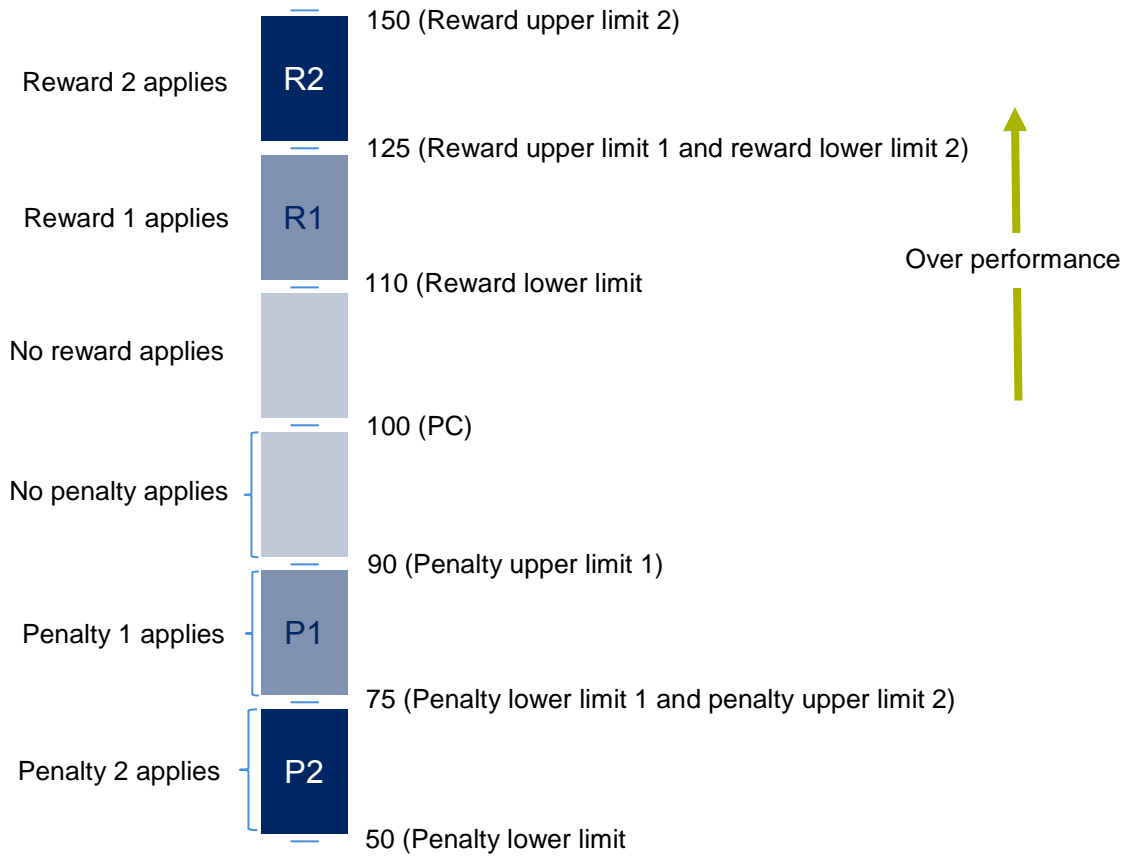 150 (Reward upper limit 2)
Reward 2 applies
R2
125 (Reward upper limit 1 and reward lower limit 2)
Reward 1 applies
R1
Over performance
110 (Reward lower limit
No reward applies
100 (PC)
No penalty applies
90 (Penalty upper limit 1)
Penalty 1 applies
P1
75 (Penalty lower limit 1 and penalty upper limit 2)
Penalty 2 applies
P2
50 (Penalty lower limit